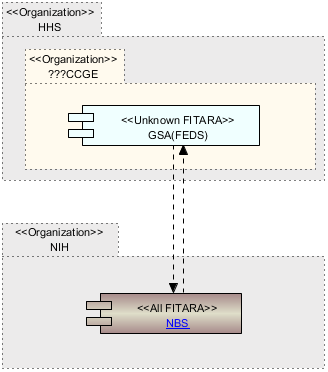 <<Organization>>
HHS
<<Organization>>
???CCGE
<<Unknown FITARA>>
GSA(FEDS)
<<Organization>>
NIH
<<All FITARA>>
NBS